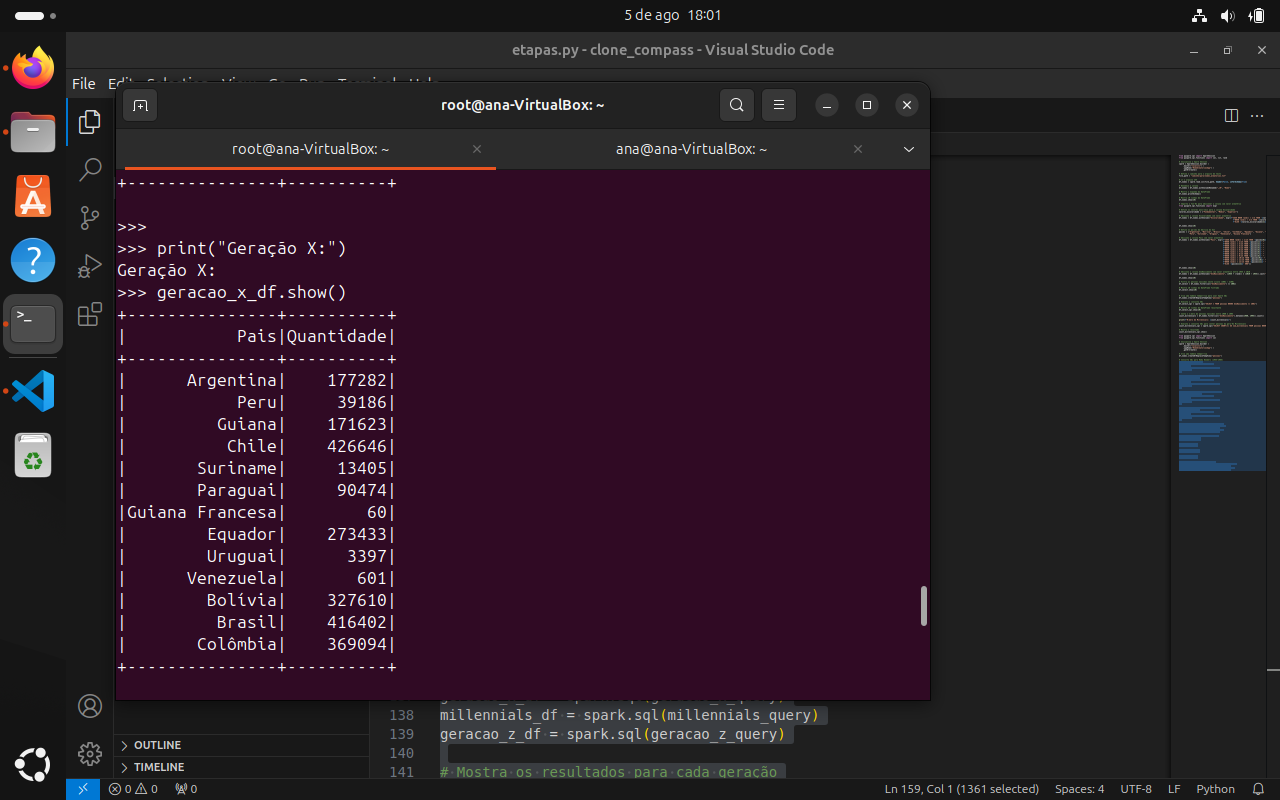 5 de ago 18:01
etapas.py - clone_compass - Visual Studio Code
File
root@ana-VirtualBox: ~
root@ana-VirtualBox: ~
ana@ana-VirtualBox: ~
+---------------+----------+
>>>
>>> print("Geração X:")
Geração X:
>>> geracao_x_df.show()
+---------------+----------+
|           Pais|Quantidade|
+---------------+----------+
|      Argentina|    177282|
|           Peru|     39186|
|         Guiana|    171623|
|          Chile|    426646|
|       Suriname|     13405|
|       Paraguai|     90474|
|Guiana Francesa|        60|
|        Equador|    273433|
|        Uruguai|      3397|
|      Venezuela|       601|
|        Bolívia|    327610|
|         Brasil|    416402|
|       Colômbia|    369094|
+---------------+----------+
138 millennials_df = spark.sql(millennials_query)
139 geracao_z_df = spark.sql(geracao_z_query)
140
141 # Mostra os resultados para cada geração
OUTLINE
TIMELINE
0 0 0 Ln 159, Col 1 (1361 selected) Spaces: 4 UTF-8 LF Python